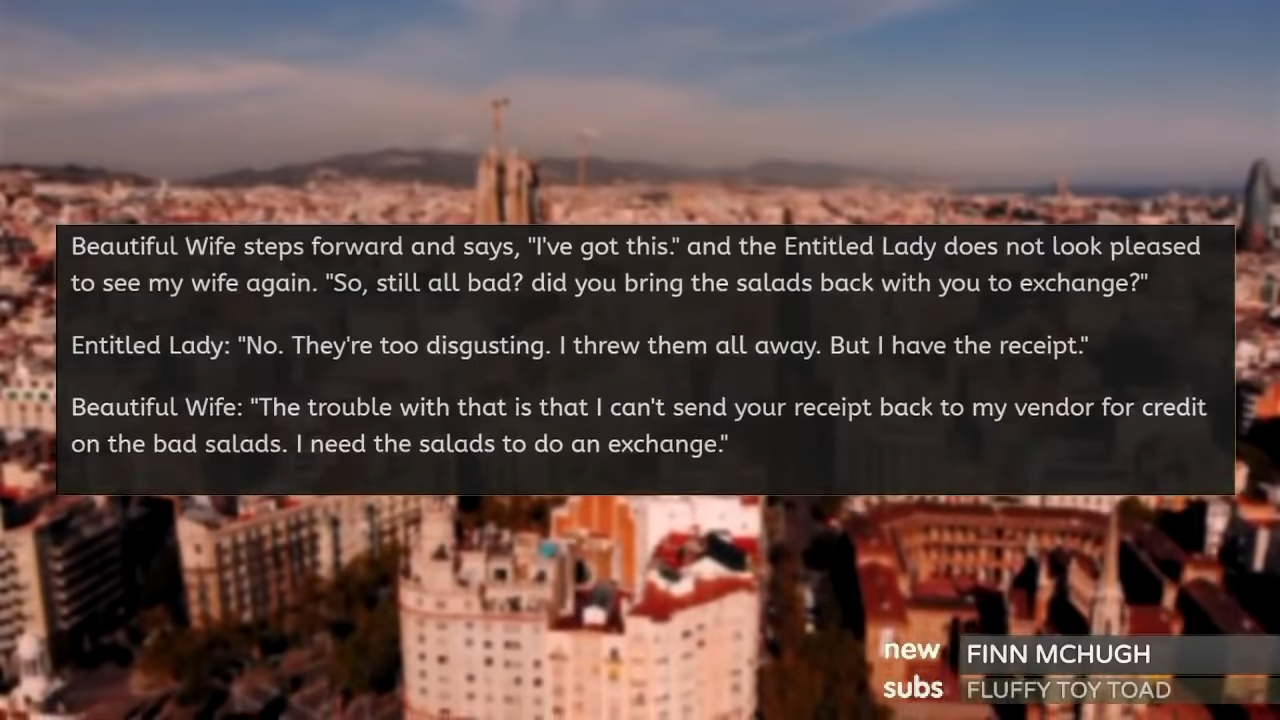 Beautiful Wife steps forward and says, "I've got this." and the Entitled Lady does not look pleased
to see my wife again. "So, still all bad? did you bring the salads back with you to exchange?"
Entitled Lady: "No. They're too disgusting. I threw them all away. But I have the receipt."
Beautiful Wife: "The trouble with that is that I can't send your receipt back to my vendor for credit
on the bad salads. I need the salads to do an exchange."
new FINN MCHUGH
subs FLUFFY TOY TOAD